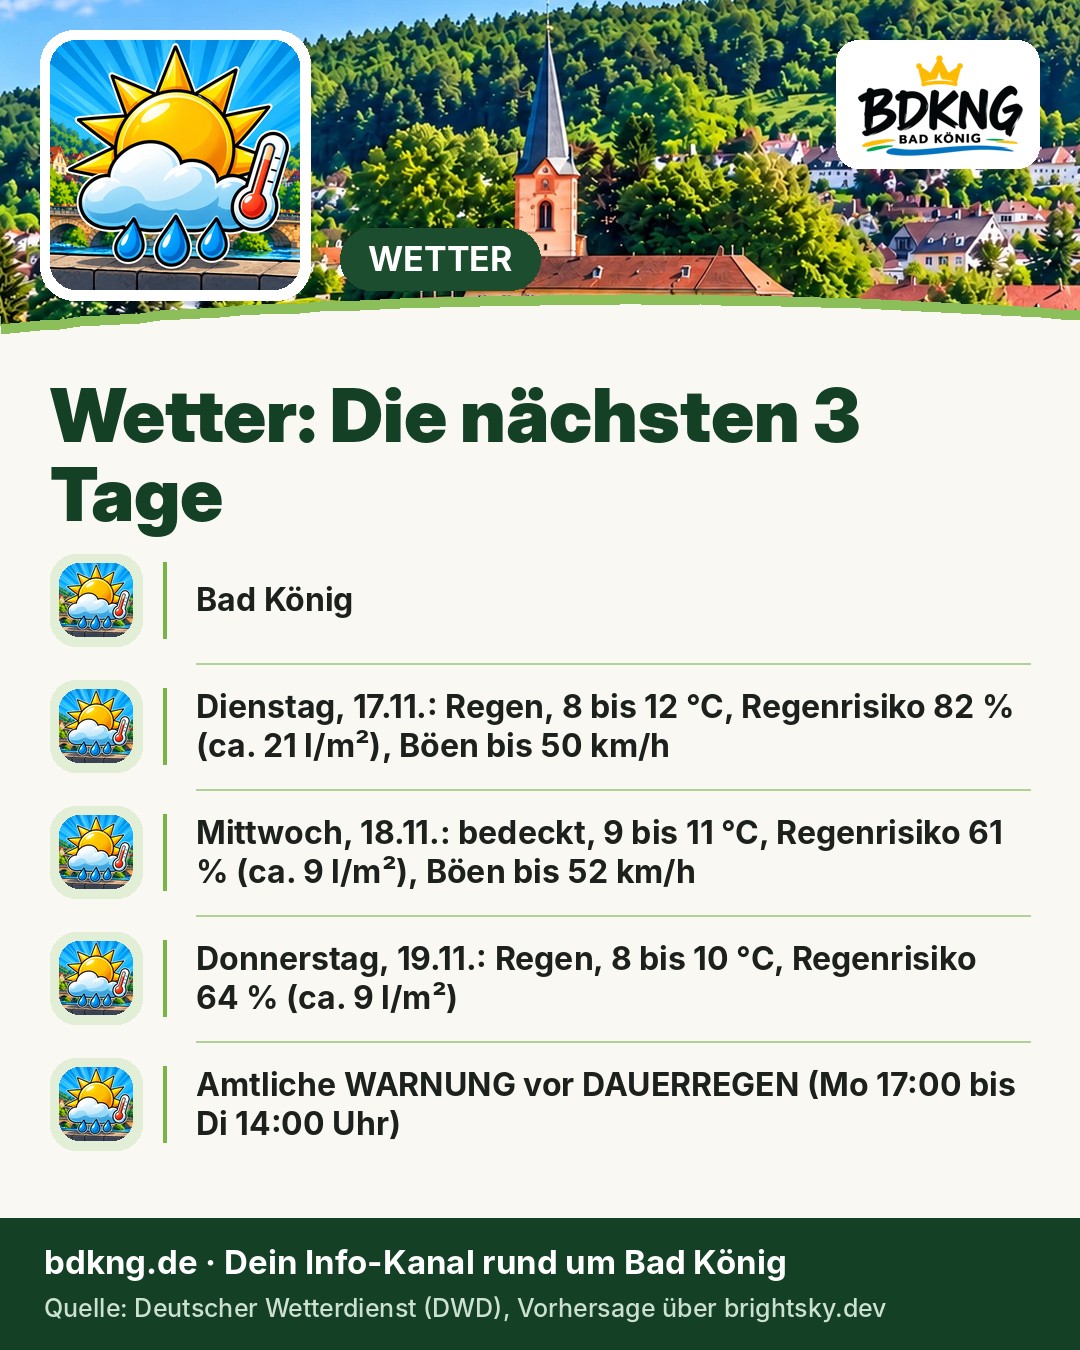 BDKNG
BAD KÖNIG
WETTER
Wetter: Die nächsten 3
Tage
Bad König
Dienstag, 17.11.: Regen, 8 bis 12 °C, Regenrisiko 82 %
(ca. 21 l/m²), Böen bis 50 km/h
Mittwoch, 18.11.: bedeckt, 9 bis 11 °C, Regenrisiko 61
% (ca. 9 l/m²), Böen bis 52 km/h
Donnerstag, 19.11.: Regen, 8 bis 10 °C, Regenrisiko
64 % (ca. 9 l/m²)
Amtliche WARNUNG vor DAUERREGEN (Mo 17:00 bis
Di 14:00 Uhr)
bdkng.de · Dein Info-Kanal rund um Bad König
Quelle: Deutscher Wetterdienst (DWD), Vorhersage über brightsky.dev